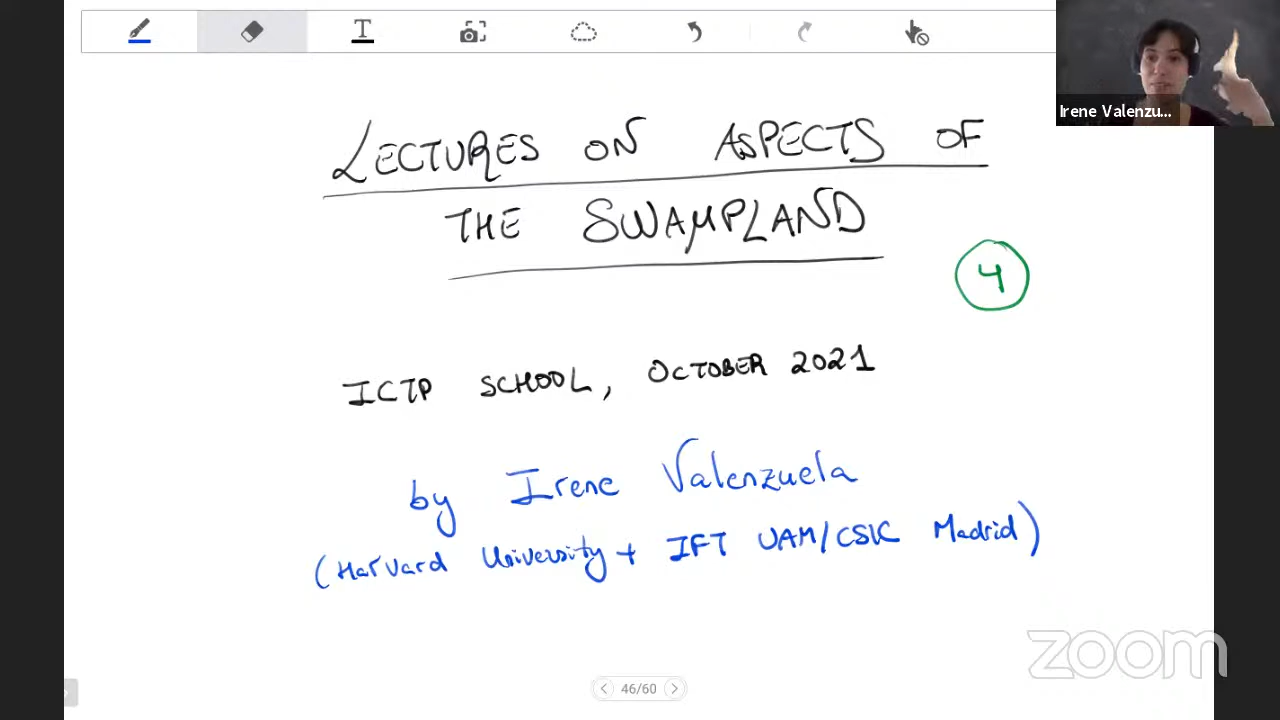 T
Irene Valenzu...
LECTURES ON ASPECTS OF
THE SWAMPLAND
4
ICTP SCHOOL, OCTOBER 2021
by Irene Valenzuela
(Harvard University + IFT UAM/CSIC Madrid)
zoom
46/60